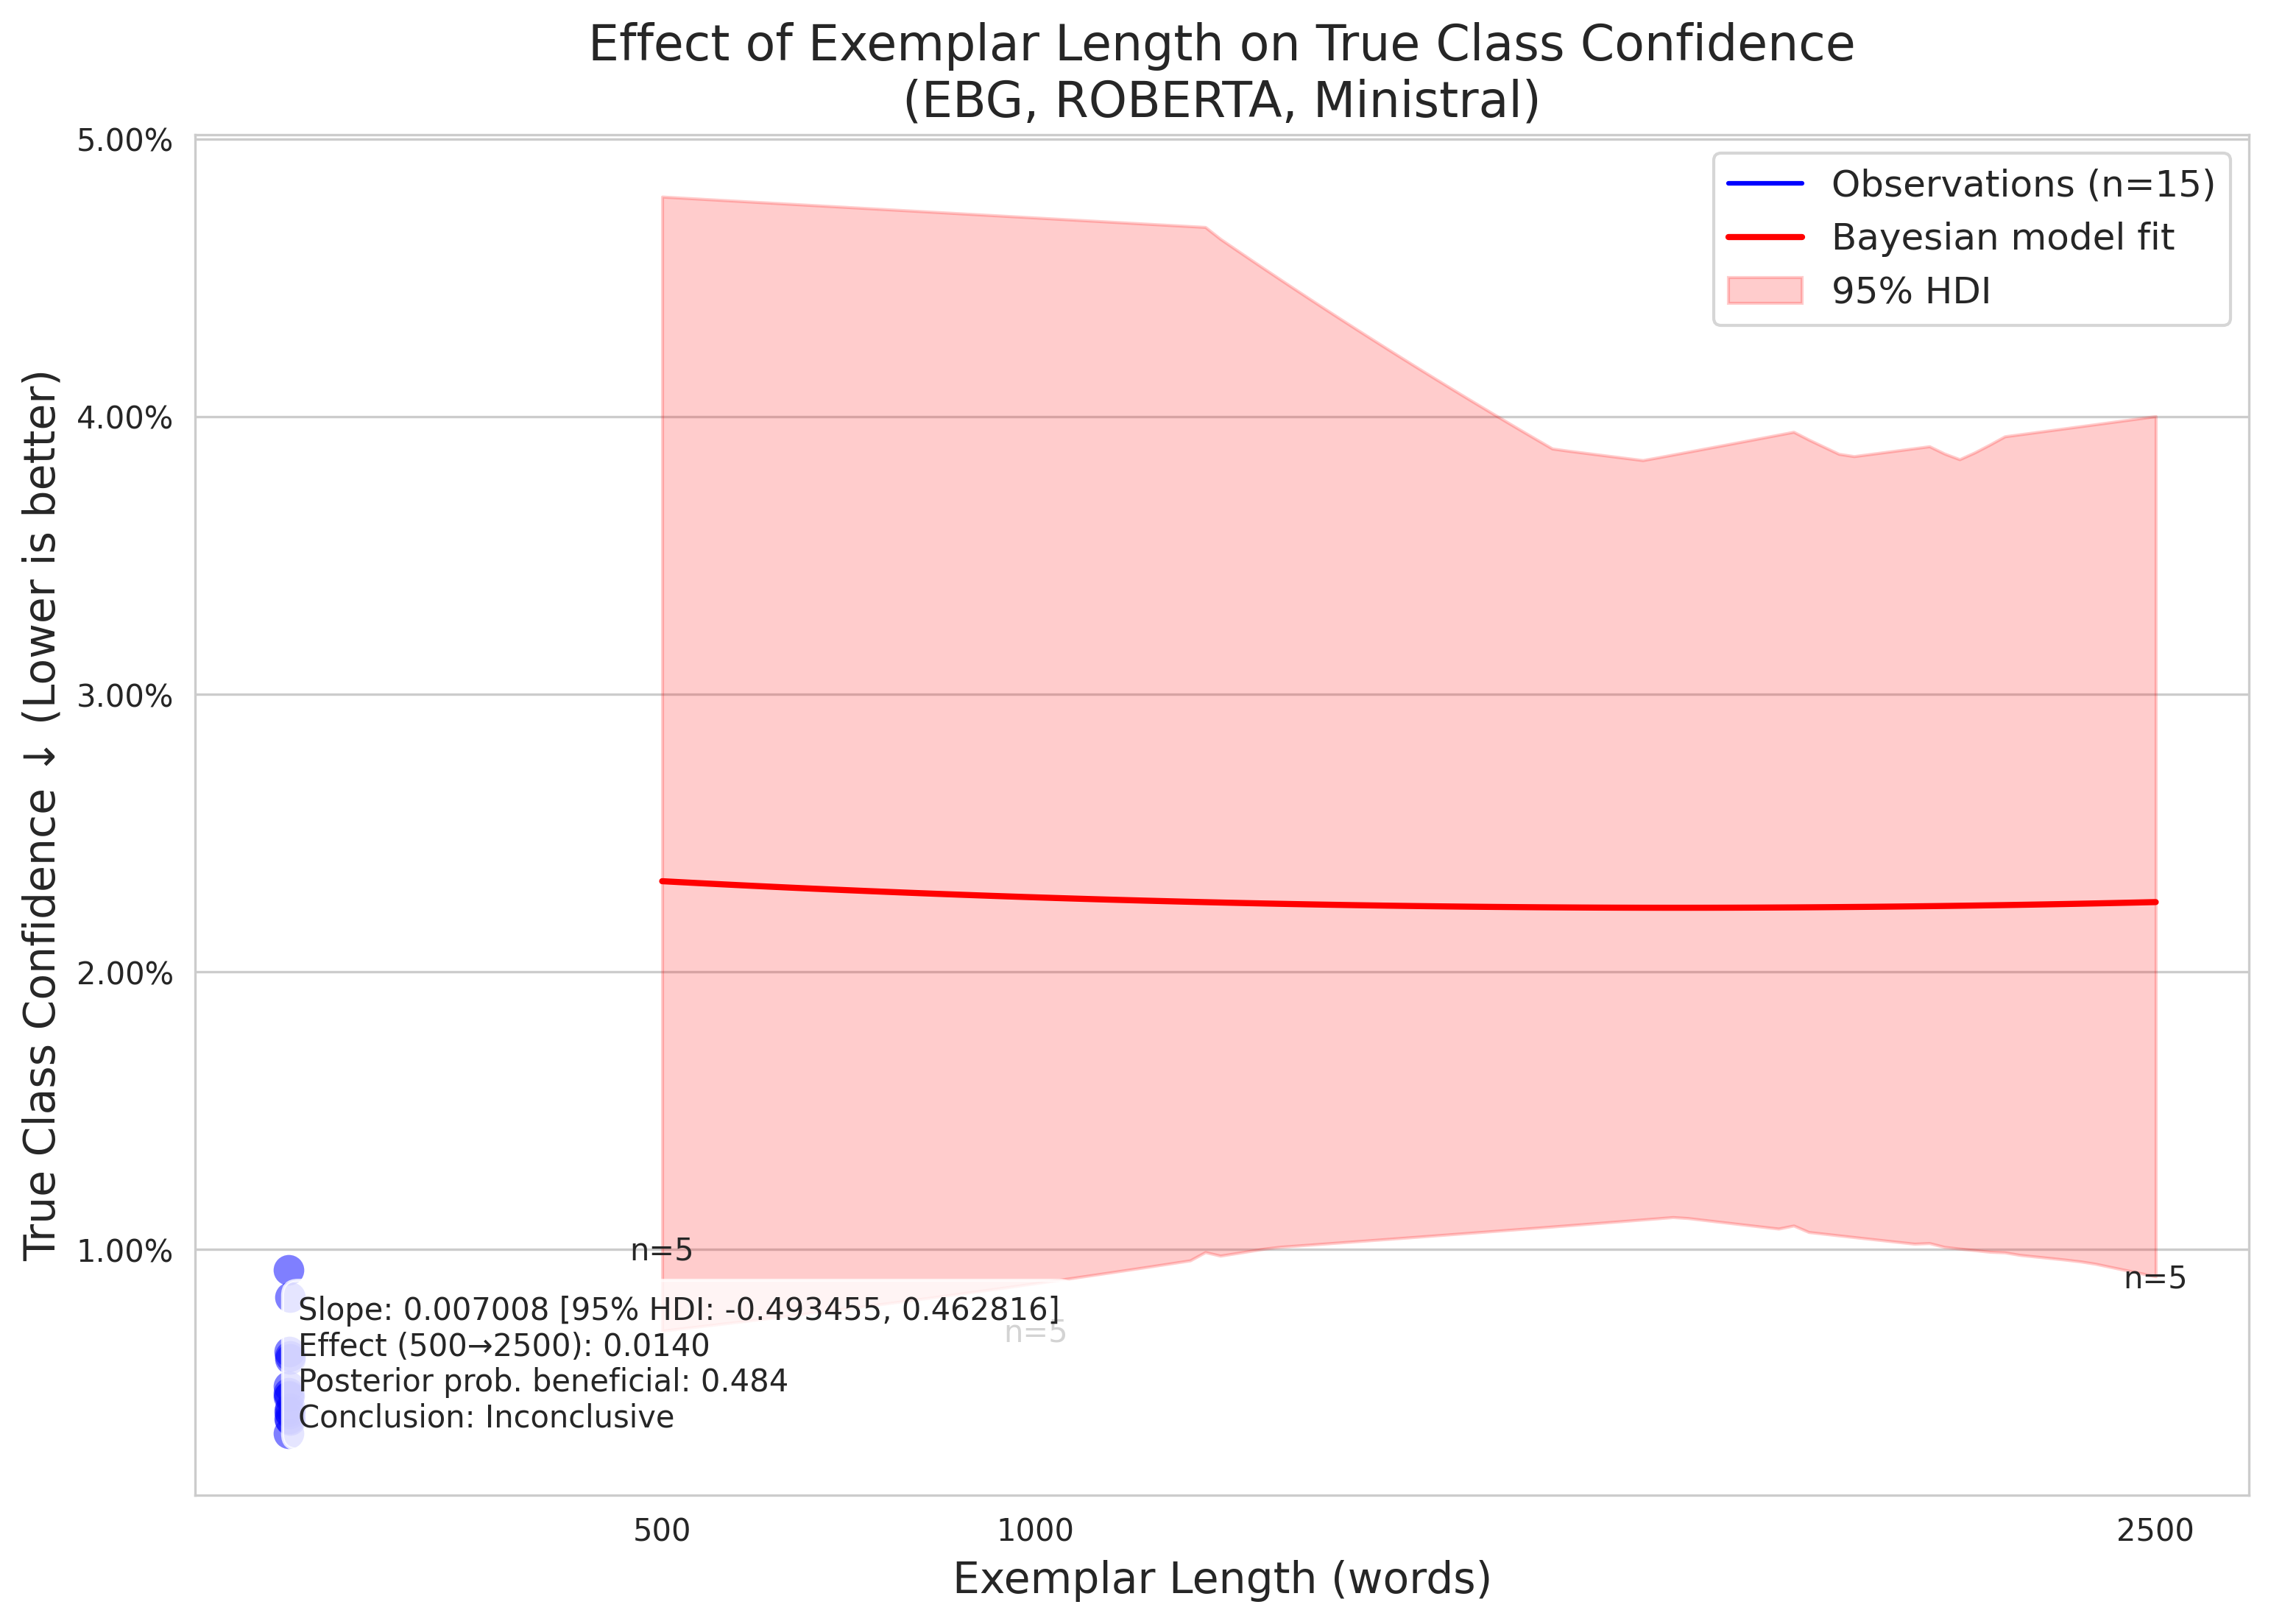 Effect of Exemplar Length on True Class Confidence
(EBG, ROBERTA, Ministral)
True Class Confidence ↓ (Lower is better)
5.00%
4.00%
3.00%
2.00%
1.00%
Observations (n=15)
Bayesian model fit
95% HDI
n=5
n=5
n=5
Slope: 0.007008 [95% HDI: -0.493455, 0.462816]
Effect (500→2500): 0.0140
Posterior prob. beneficial: 0.484
Conclusion: Inconclusive
500
1000
2500
Exemplar Length (words)